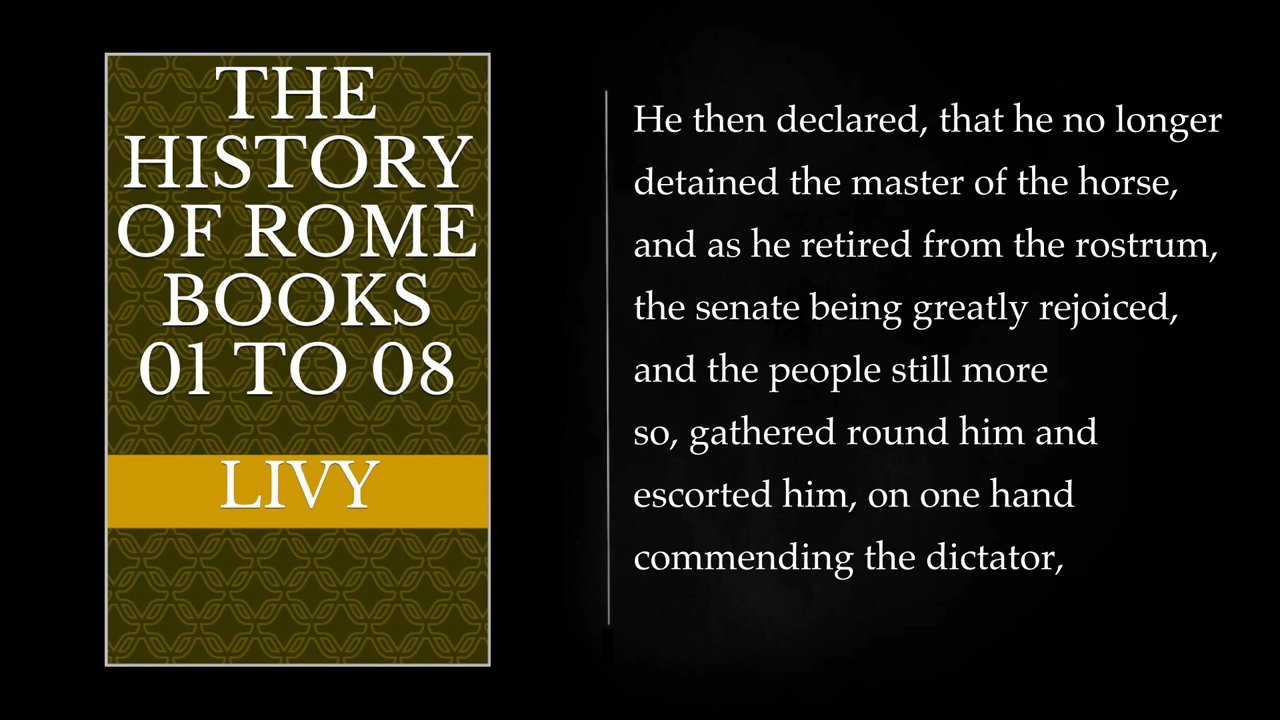 THE
HISTORY
OF ROME
BOOKS
01 TO 08
LIVY
He then declared, that he no longer
detained the master of the horse,
and as he retired from the rostrum,
the senate being greatly rejoiced,
and the people still more
so, gathered round him and
escorted him, on one hand
commending the dictator,